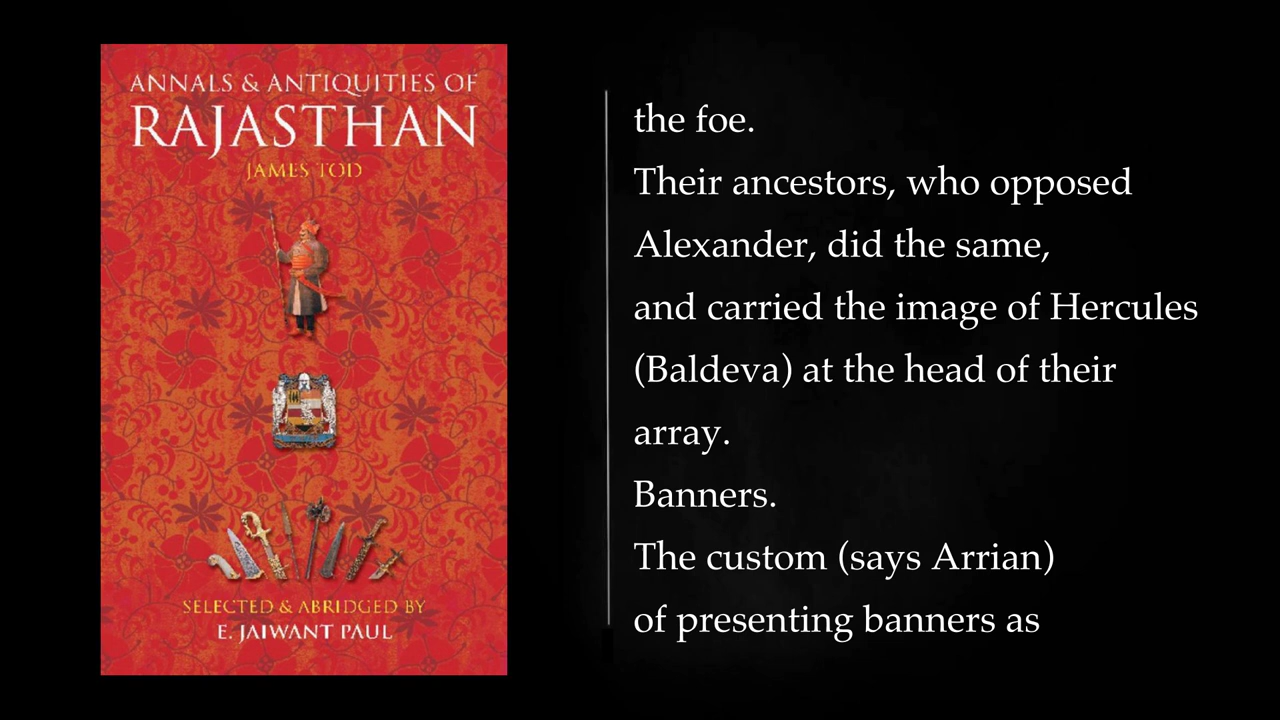 ANNALS & ANTIQUITIES OF
RAJASTHAN
JAMES TOD
SELECTED & ABRIDGED BY
E. JAIWANT PAUL
the foe.
Their ancestors, who opposed
Alexander, did the same,
and carried the image of Hercules
(Baldeva) at the head of their
array.
Banners.
The custom (says Arrian)
of presenting banners as